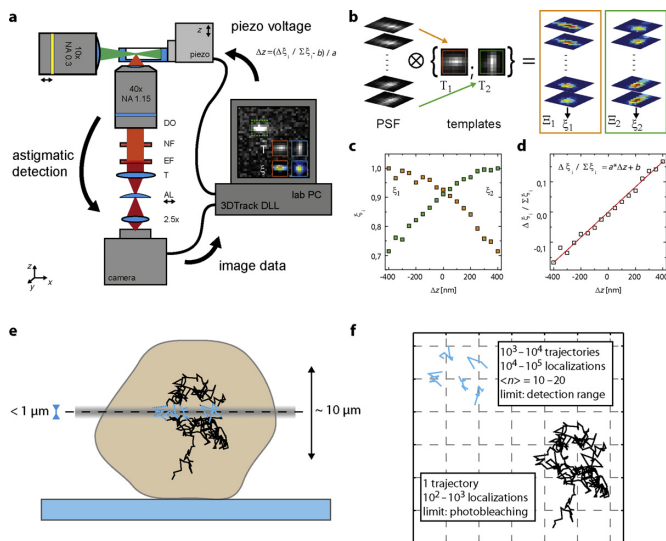 a
10x
NA 0.3
z
piezo
piezo voltage
Δz=(Δξi / Σξi - b) / a
40x
NA 1.15
DO
NF
EF
T
AL
2.5x
astigmatic
detection
T
ξ
lab PC
3DTrack DLL
image data
camera
z
y
x
b
PSF
⊗
{
T1
;
T2
}
=
templates
Ξ1
ξ1
Ξ2
ξ2
c
1,0
0,9
0,8
0,7
ξi
ξ1
ξ2
-400
-200
0
200
400
Δz [nm]
d
Δξi / Σξi = a*Δz + b
0,1
0,0
-0,1
Δξi / Σξi
-400
-200
0
200
400
Δz [nm]
e
< 1 μm
~ 10 μm
f
10³–10⁴ trajectories
10⁴–10⁵ localizations
<n> = 10–20
limit: detection range
1 trajectory
10²–10³ localizations
limit: photobleaching